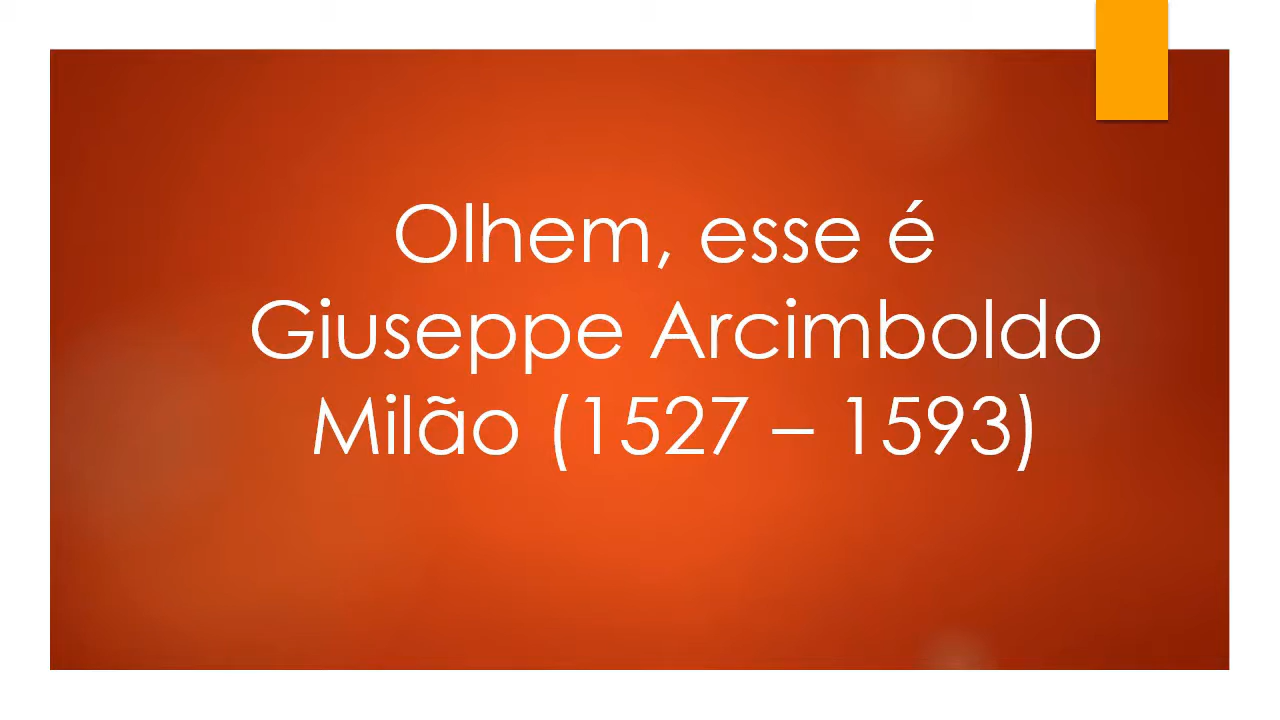 Olhem, esse é
Giuseppe Arcimboldo
Milão (1527 – 1593)